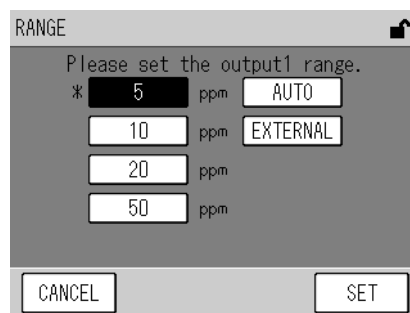 RANGE
Please set the output1 range.
* 5 ppm AUTO
10 ppm EXTERNAL
20 ppm
50 ppm
CANCEL SET